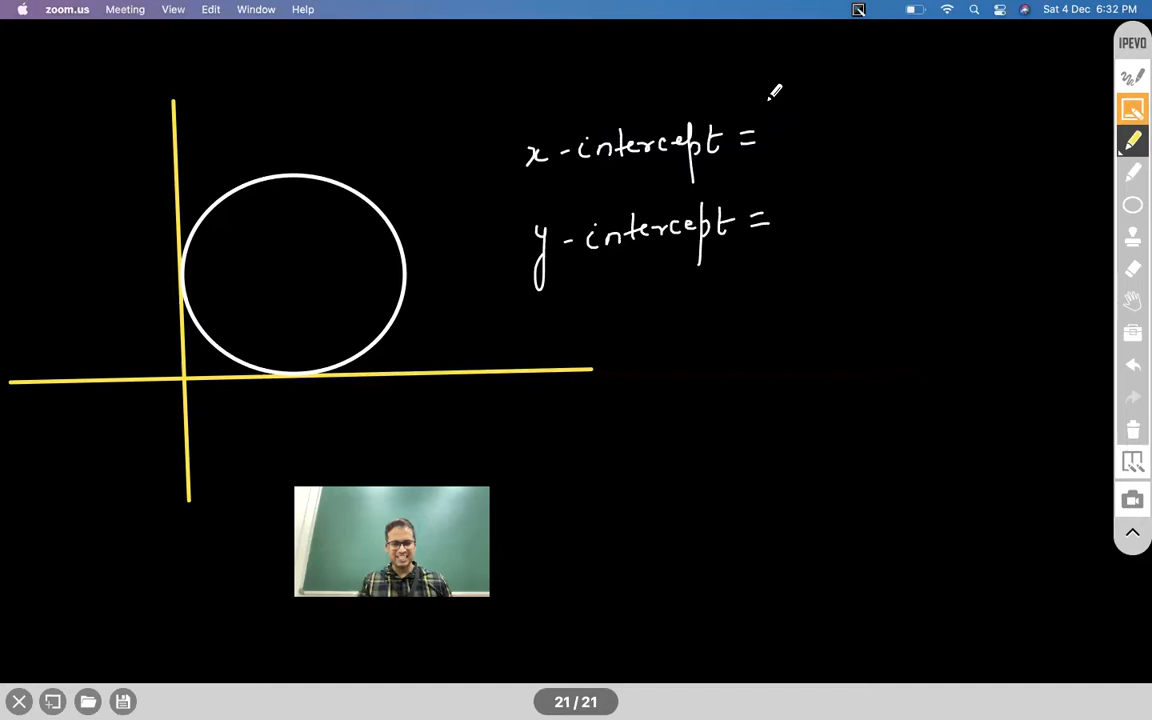 zoom.us Meeting View Edit Window Help Sat 4 Dec 6:32 PM
IPEVO
x - intercept =
y - intercept =
21 / 21